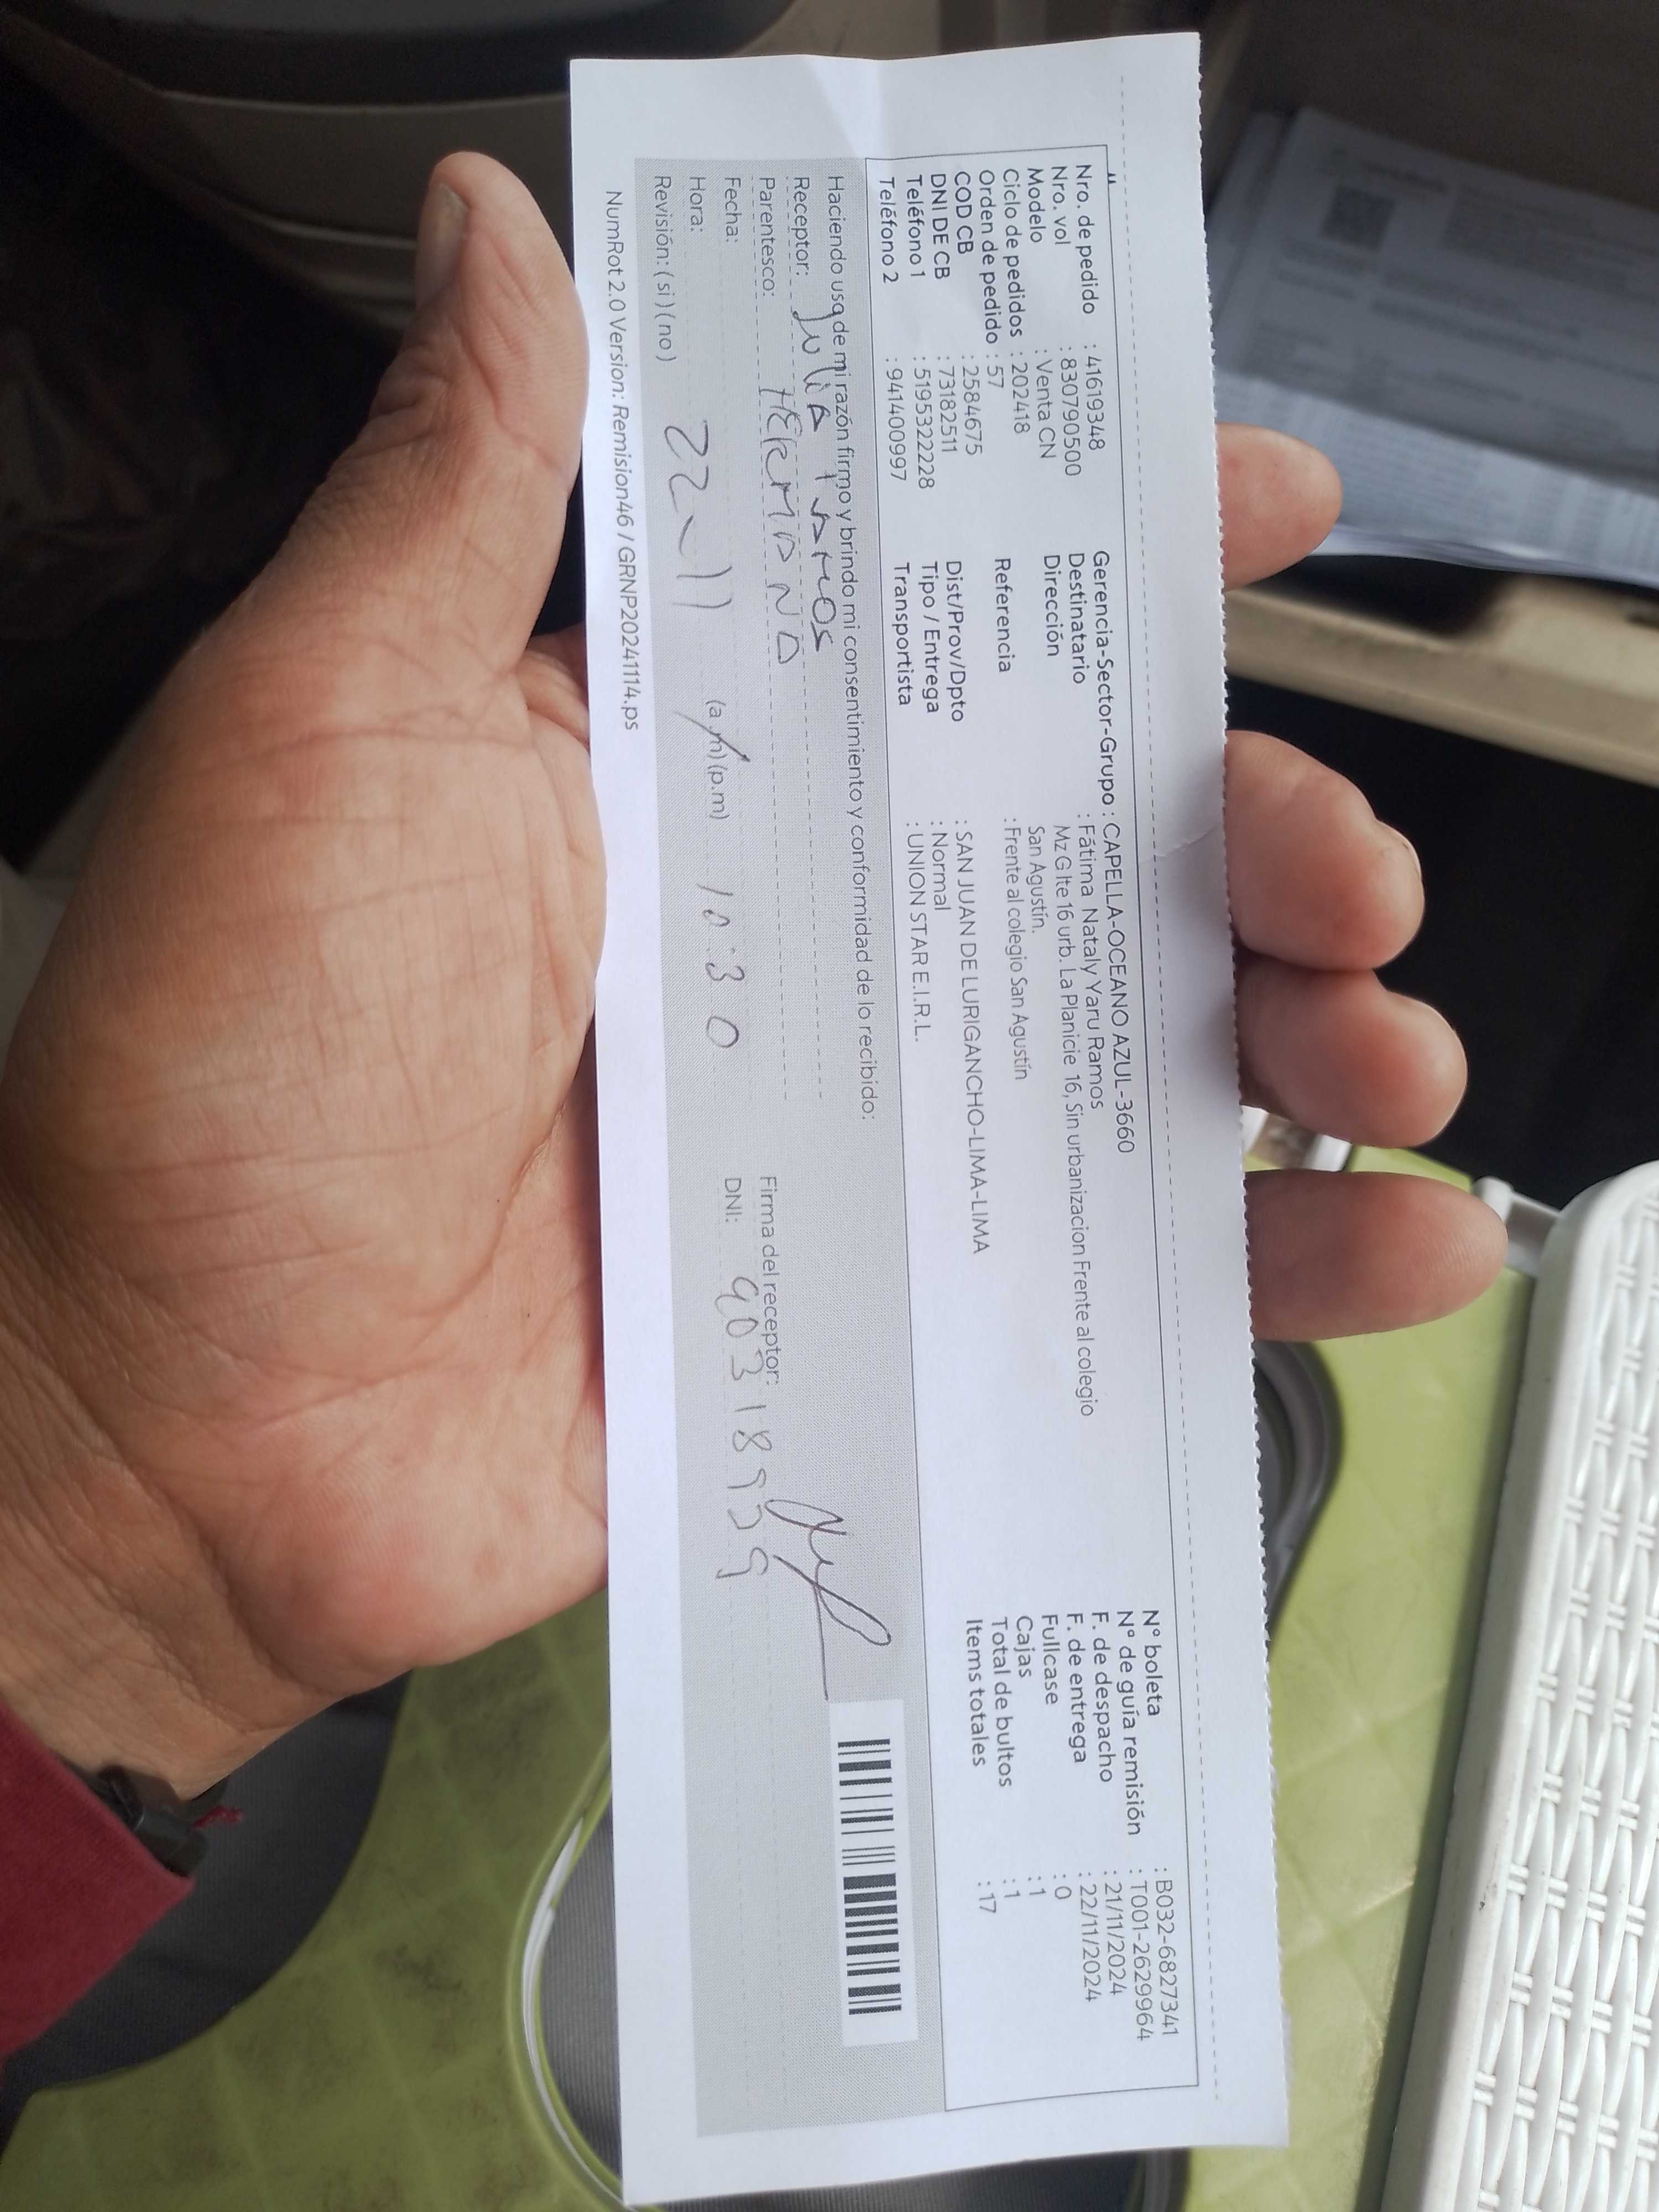 Nro. de pedido : 41619348
Nro. vol : 830790500
Modelo : Venta CN
Ciclo de pedidos : 202418
Orden de pedido : 57
COD CB : 2584675
DNI DE CB : 73182511
Teléfono 1 : 5195322228
Teléfono 2 : 941400997
Gerencia-Sector-Grupo : CAPELLA-OCEANO AZUL-3660
Destinatario : Fátima Nataly Yaru Ramos
Dirección Mz G lte 16 urb. La Planicie 16, Sin urbanizacion Frente al colegio
San Agustín.
Referencia : Frente al colegio San Agustín
Dist/Prov/Dpto : SAN JUAN DE LURIGANCHO-LIMA-LIMA
Tipo / Entrega : Normal
Transportista : UNION STAR E.I.R.L.
N° boleta : B032-6827341
N° de guía remisión : T001-2629964
F. de despacho : 21/11/2024
F. de entrega : 22/11/2024
Fullcase : 0
Cajas : 1
Total de bultos : 1
Items totales : 17
Haciendo uso de mi razón firmo y brindo mi consentimiento y conformidad de lo recibido:
Receptor: Julia
Parentesco: HERMANA
Fecha: 22-11
Hora: (a.m) (p.m) 10:30
Revisión: ( si ) ( no )
Firma del receptor:
DNI:
NumRot 2.0 Version: Remision46 / GRNP20241114.ps